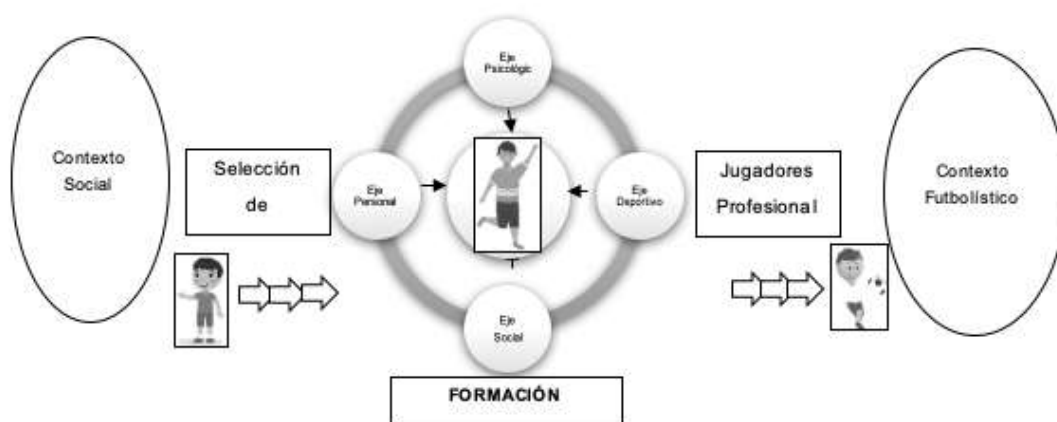 Eje
Psicológic
Contexto
Social
Selección
de
Eje
Personal
Eje
Deportivo
Jugadores
Profesional
Contexto
Futbolístico
Eje
Social
FORMACIÓN